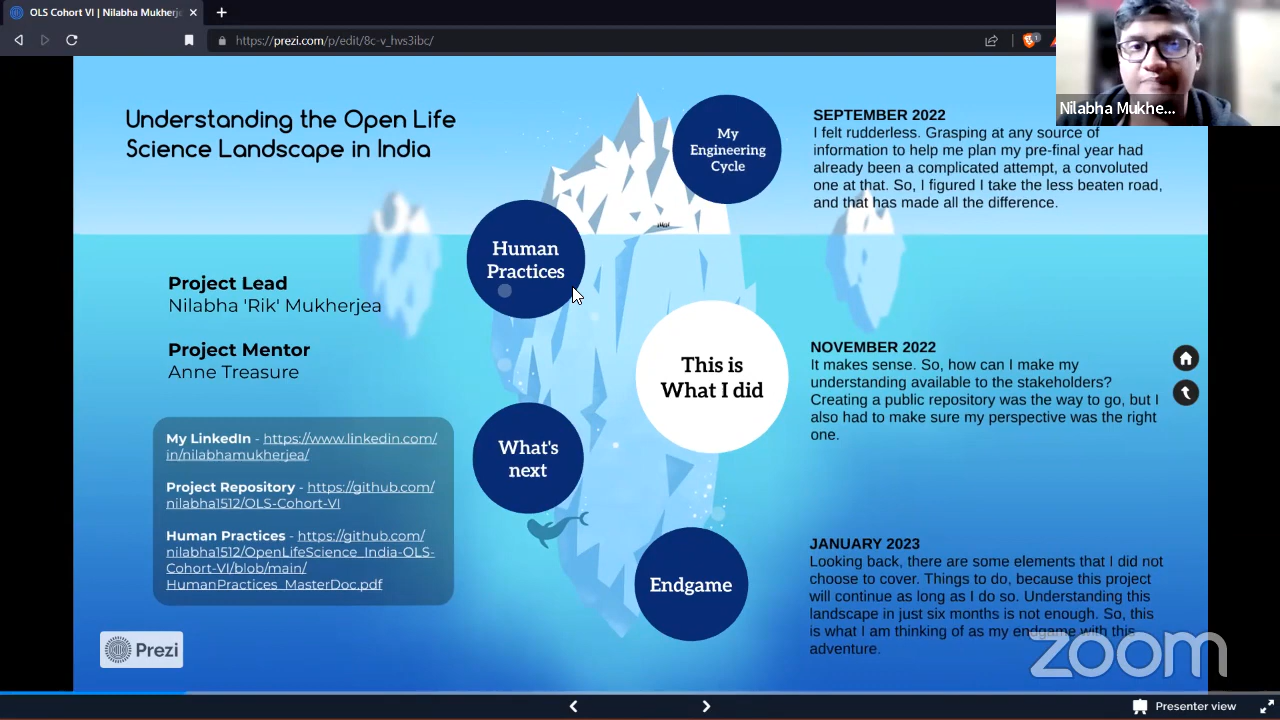 OLS Cohort VI | Nilabha Mukherj
https://prezi.com/p/edit/8c-v_hvs3ibc/
1
Nilabha Mukhe...
Understanding the Open Life
Science Landscape in India
My
Engineering
Cycle
SEPTEMBER 2022
I felt rudderless. Grasping at any source of
information to help me plan my pre-final year had
already been a complicated attempt, a convoluted
one at that. So, I figured I take the less beaten road,
and that has made all the difference.
Human
Practices
Project Lead
Nilabha 'Rik' Mukherjea
Project Mentor
Anne Treasure
This is
What I did
NOVEMBER 2022
It makes sense. So, how can I make my
understanding available to the stakeholders?
Creating a public repository was the way to go, but I
also had to make sure my perspective was the right
one.
My LinkedIn - https://www.linkedin.com/
in/nilabhamukherjea/
Project Repository - https://github.com/
nilabha1512/OLS-Cohort-VI
Human Practices - https://github.com/
nilabha1512/OpenLifeScience_India-OLS-
Cohort-VI/blob/main/
HumanPractices_MasterDoc.pdf
What's
next
Endgame
JANUARY 2023
Looking back, there are some elements that I did not
choose to cover. Things to do, because this project
will continue as long as I do so. Understanding this
landscape in just six months is not enough. So, this
is what I am thinking of as my endgame with this
adventure.
Prezi
zoom
Presenter view